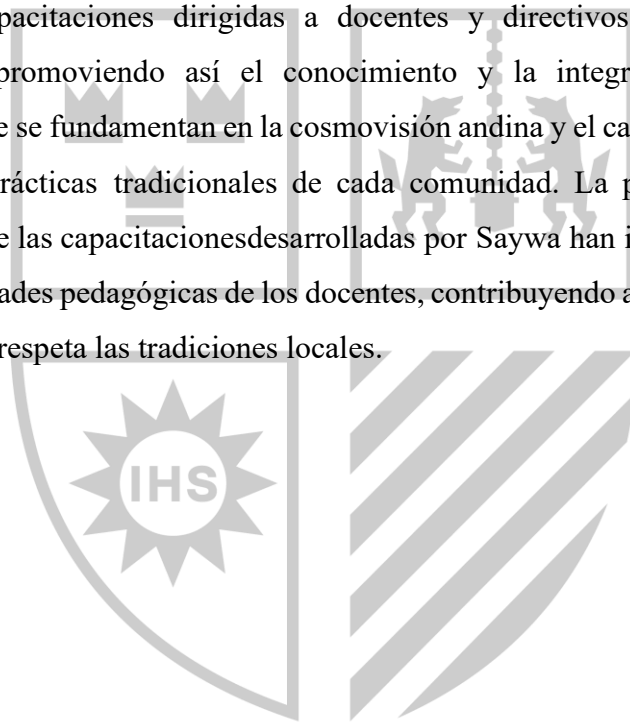 pacitaciones dirigidas a docentes y directivos
promoviendo así el conocimiento y la integr
e se fundamentan en la cosmovisión andina y el ca
rácticas tradicionales de cada comunidad. La p
e las capacitacionesdesarrolladas por Saywa han i
ades pedagógicas de los docentes, contribuyendo a
respeta las tradiciones locales.
IHS